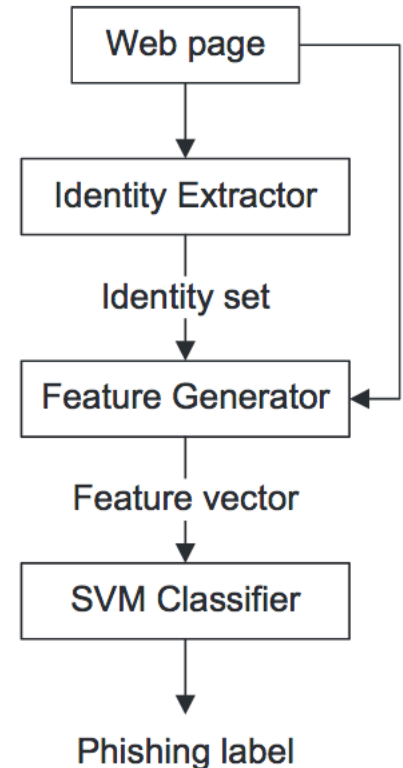 Web page
Identity Extractor
Identity set
Feature Generator
Feature vector
SVM Classifier
Phishing label